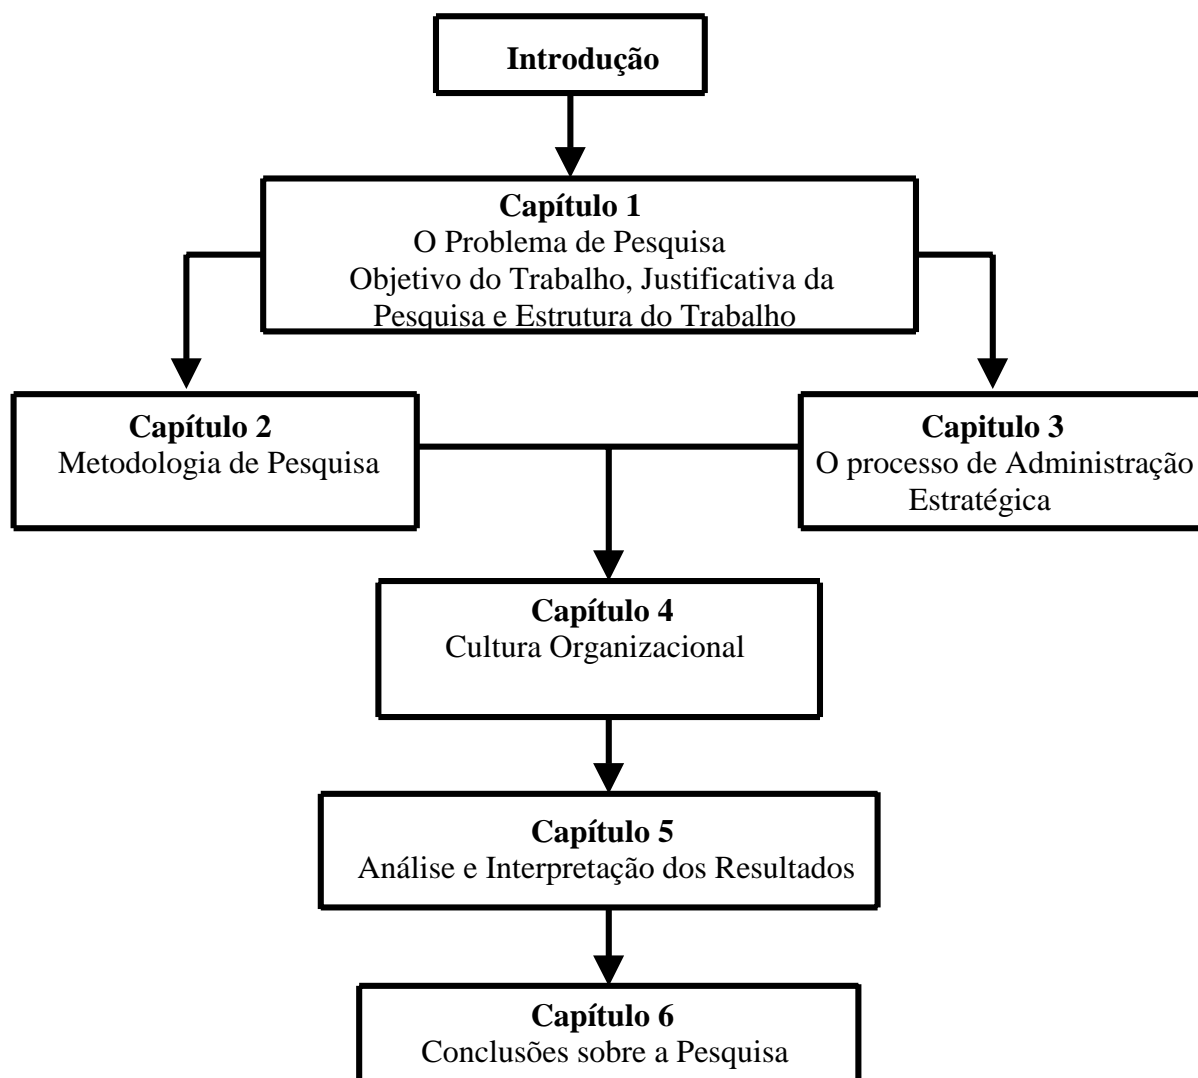 Introdução
Capítulo 1
O Problema de Pesquisa
Objetivo do Trabalho, Justificativa da
Pesquisa e Estrutura do Trabalho
Capítulo 2
Metodologia de Pesquisa
Capitulo 3
O processo de Administração
Estratégica
Capítulo 4
Cultura Organizacional
Capítulo 5
Análise e Interpretação dos Resultados
Capítulo 6
Conclusões sobre a Pesquisa